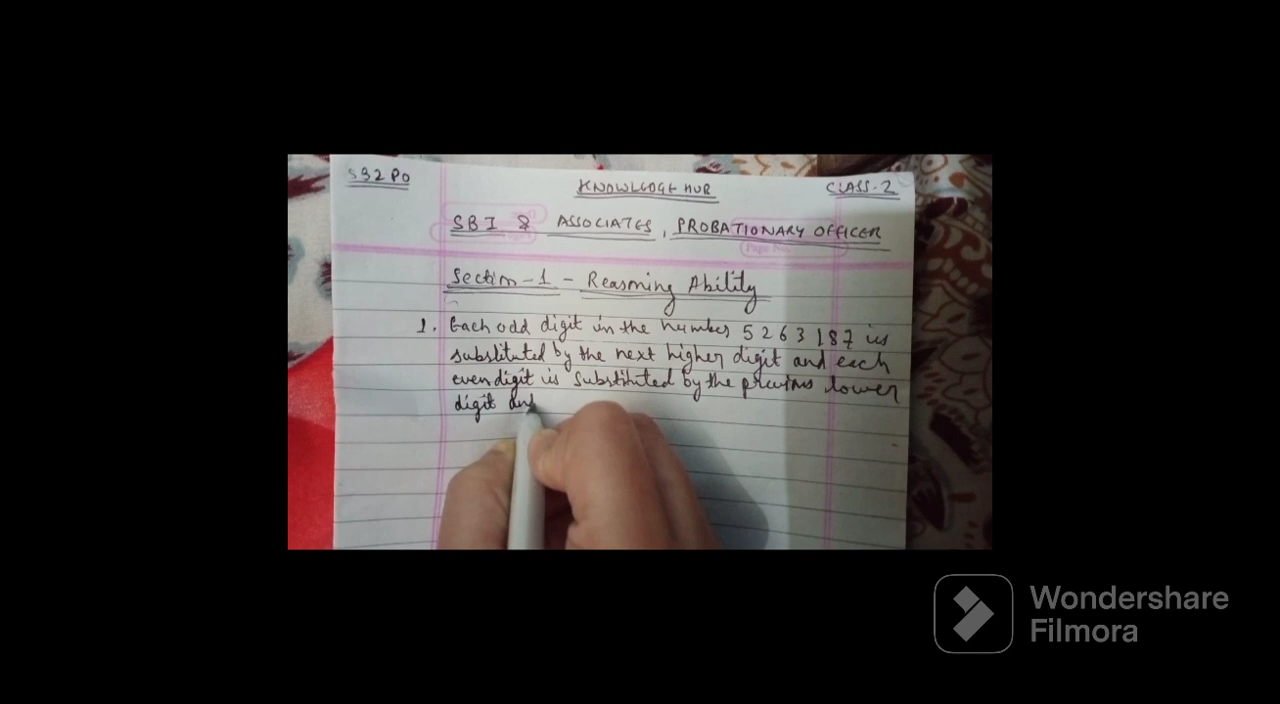 SBI PO
KNOWLEDGE HUB
CLASS-2
SBI & ASSOCIATES, PROBATIONARY OFFICER
Section-1 - Reasoning Ability
1. Each odd digit in the number 5263187 is
substituted by the next higher digit and each
even digit is substituted by the previous lower
digit and
Wondershare
Filmora